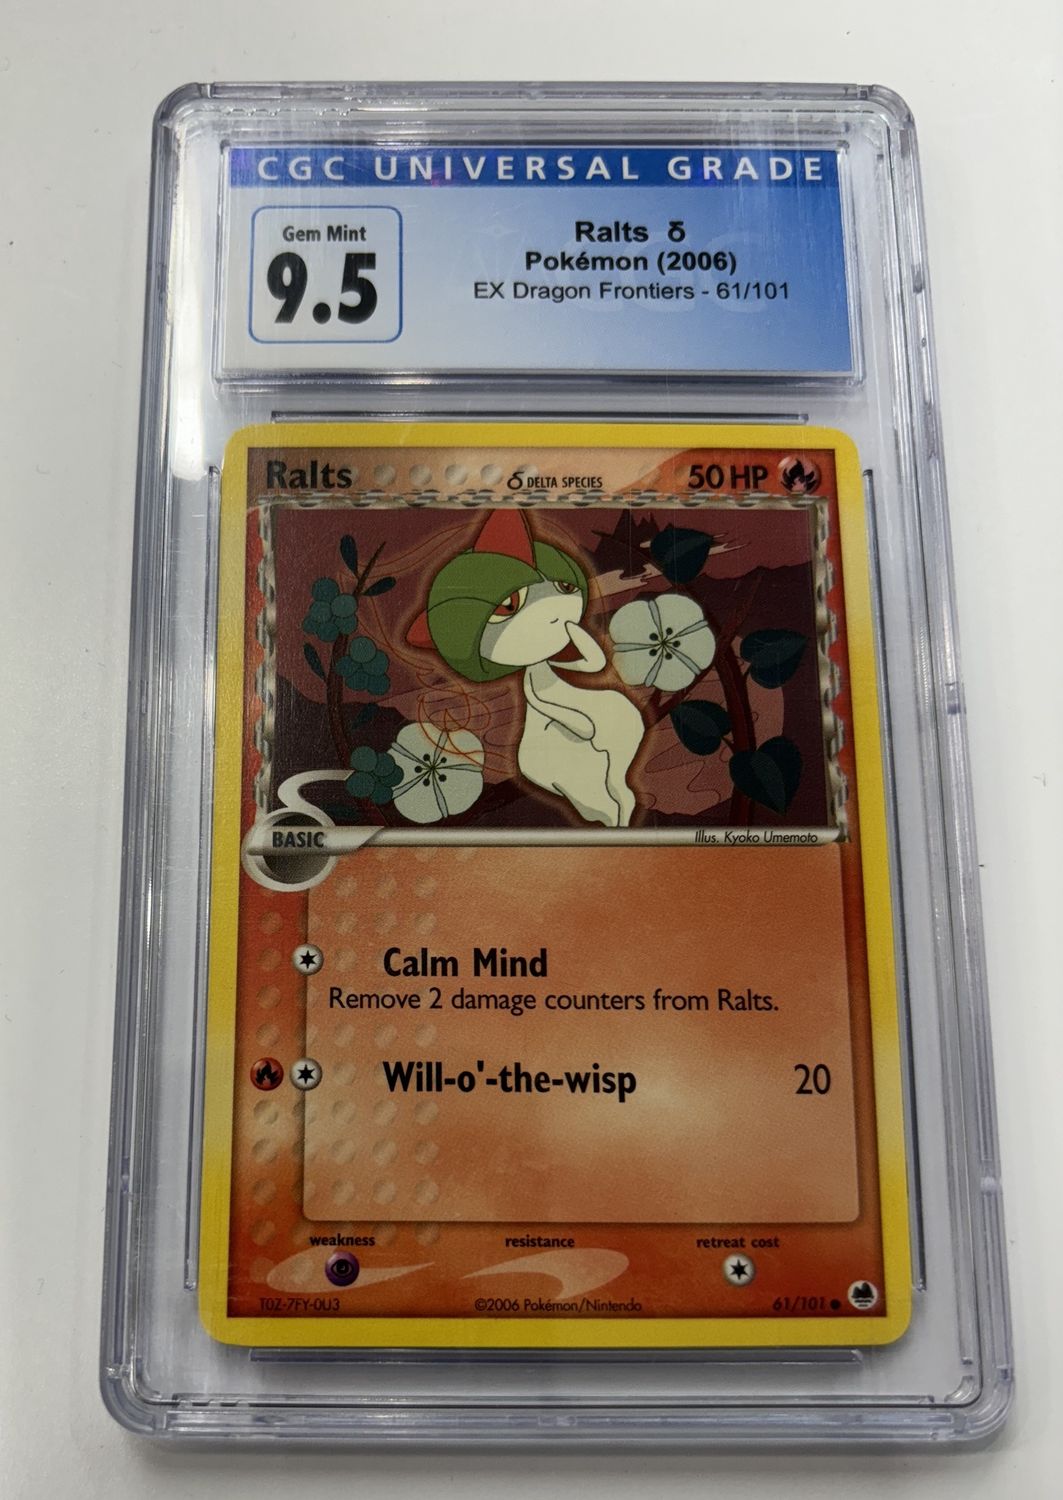 CGC UNIVERSAL GRADE
Gem Mint
9.5
Ralts δ
Pokémon (2006)
EX Dragon Frontiers - 61/101
Ralts δ DELTA SPECIES 50 HP
BASIC
Illus. Kyoko Umemoto
Calm Mind
Remove 2 damage counters from Ralts.
Will-o'-the-wisp 20
weakness resistance retreat cost
T0Z-7FY-0U3 ©2006 Pokémon/Nintendo 61/101